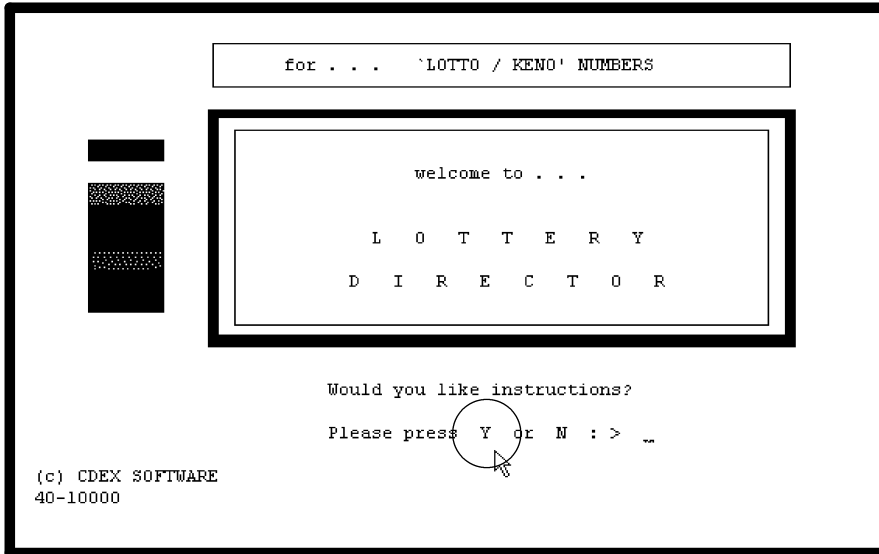 for . . . `LOTTO / KENO' NUMBERS
welcome to . . .
L O T T E R Y
D I R E C T O R
Would you like instructions?
Please press Y or N : > _
(c) CDEX SOFTWARE
40-10000